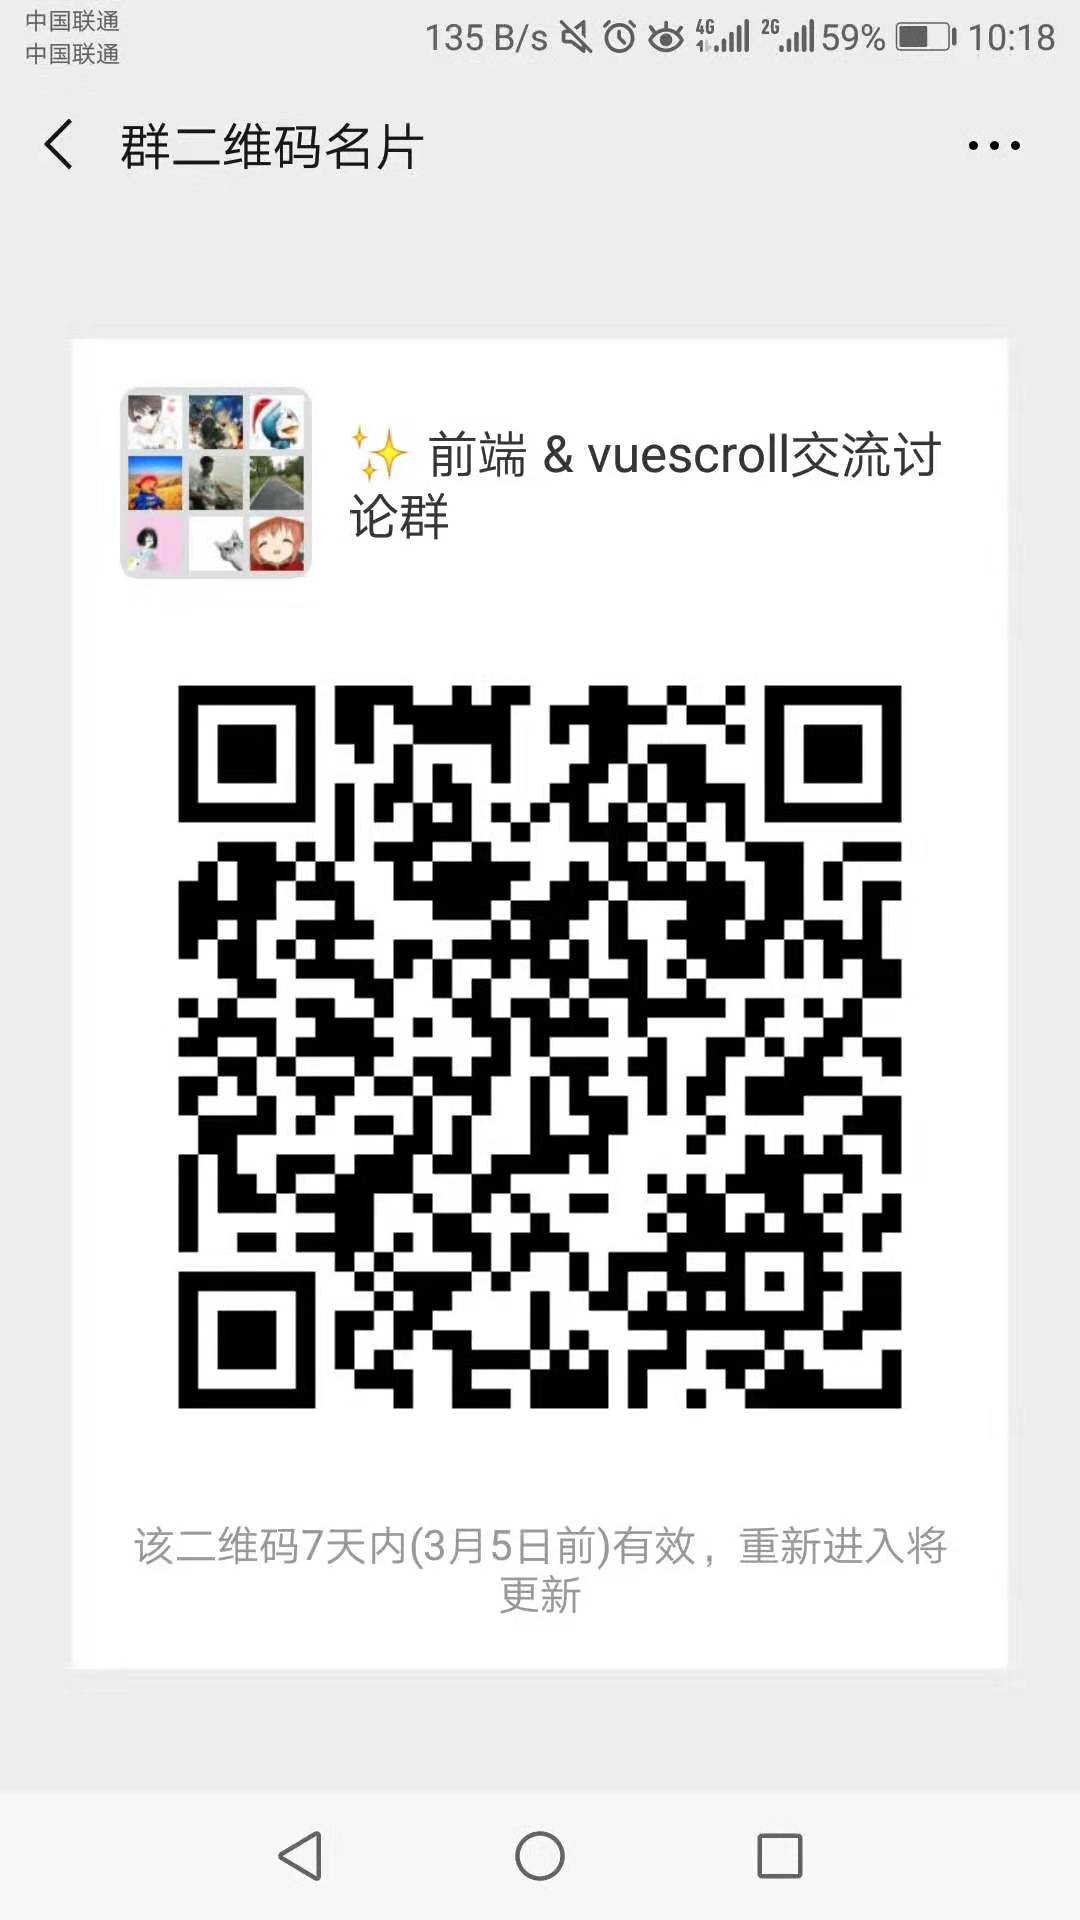 中国联通
中国联通
135 B/s 4G 2G 59% 10:18
群二维码名片
✨ 前端 & vuescroll交流讨
论群
该二维码7天内(3月5日前)有效，重新进入将
更新